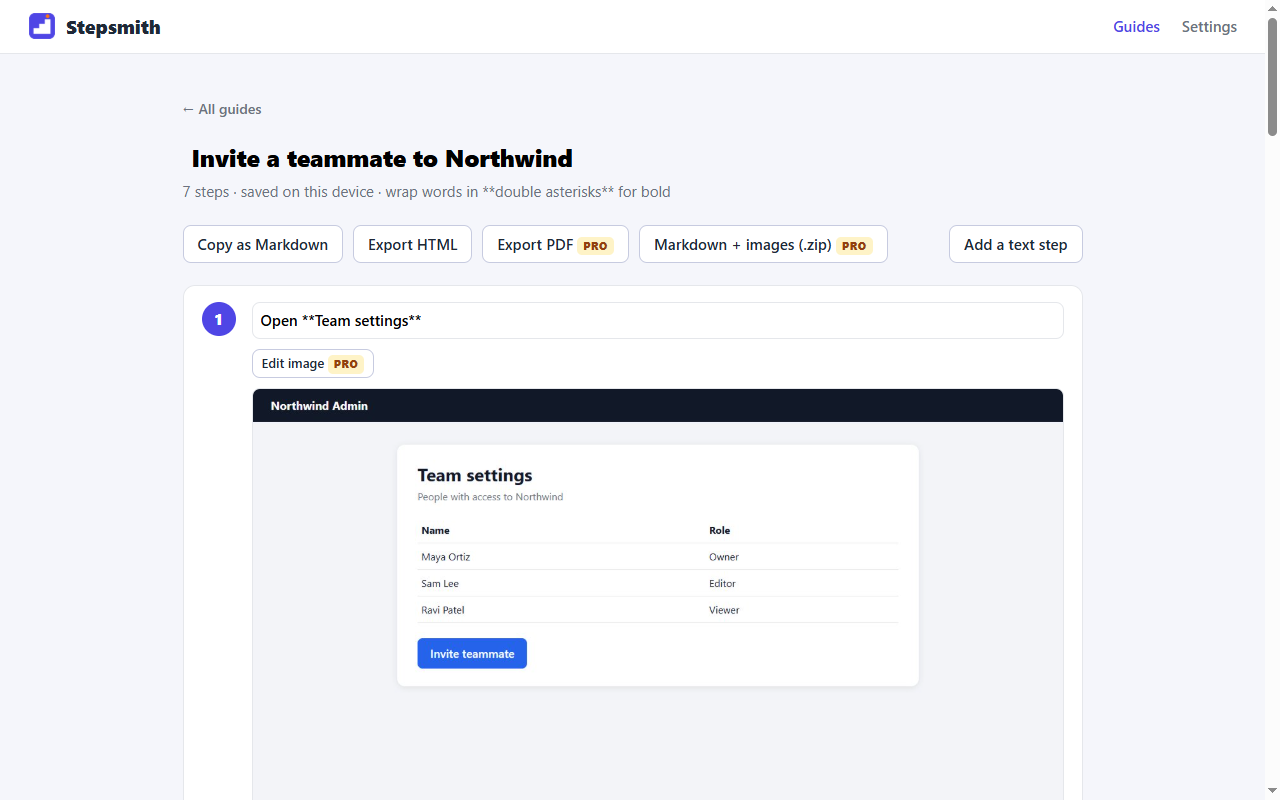 Stepsmith
Guides
Settings
← All guides
Invite a teammate to Northwind
7 steps · saved on this device · wrap words in **double asterisks** for bold
Copy as Markdown
Export HTML
Export PDF PRO
Markdown + images (.zip) PRO
Add a text step
1
Open **Team settings**
Edit image PRO
Northwind Admin
Team settings
People with access to Northwind
Name Role
Maya Ortiz Owner
Sam Lee Editor
Ravi Patel Viewer
Invite teammate